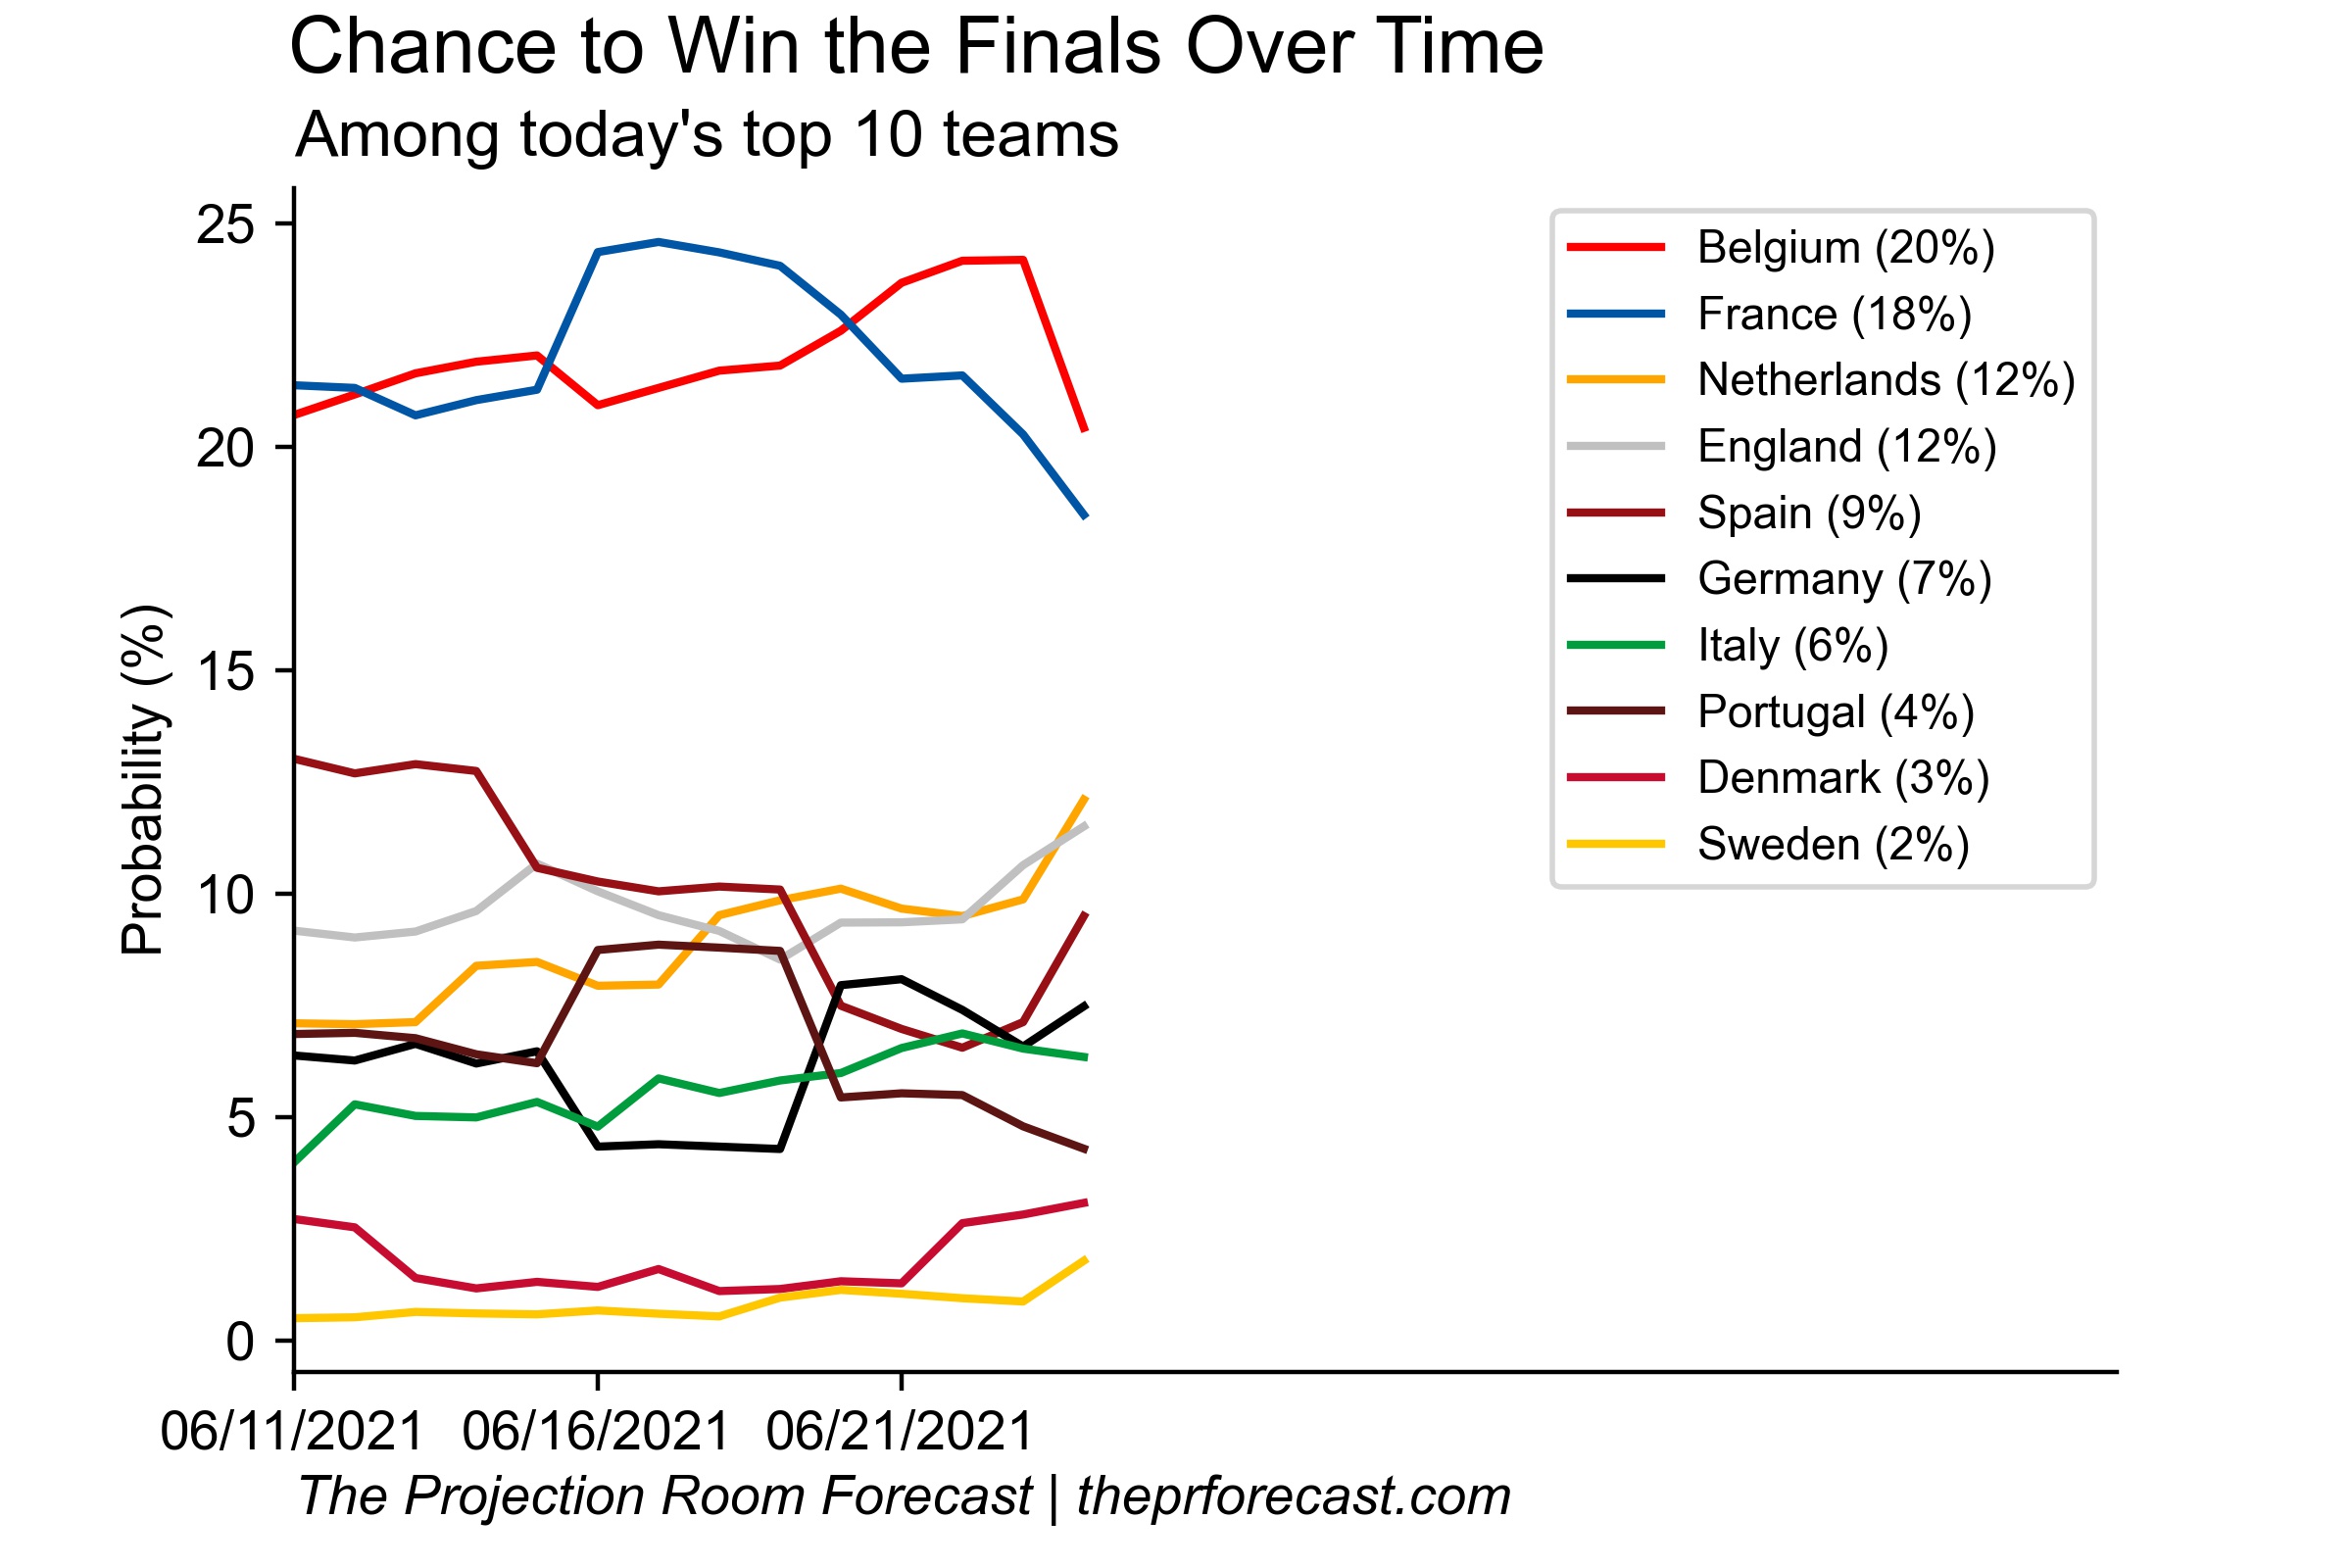 Chance to Win the Finals Over Time
Among today's top 10 teams
25
20
15
10
5
0
Probability (%)
Belgium (20%)
France (18%)
Netherlands (12%)
England (12%)
Spain (9%)
Germany (7%)
Italy (6%)
Portugal (4%)
Denmark (3%)
Sweden (2%)
06/11/2021 06/16/2021 06/21/2021
The Projection Room Forecast | theprforecast.com